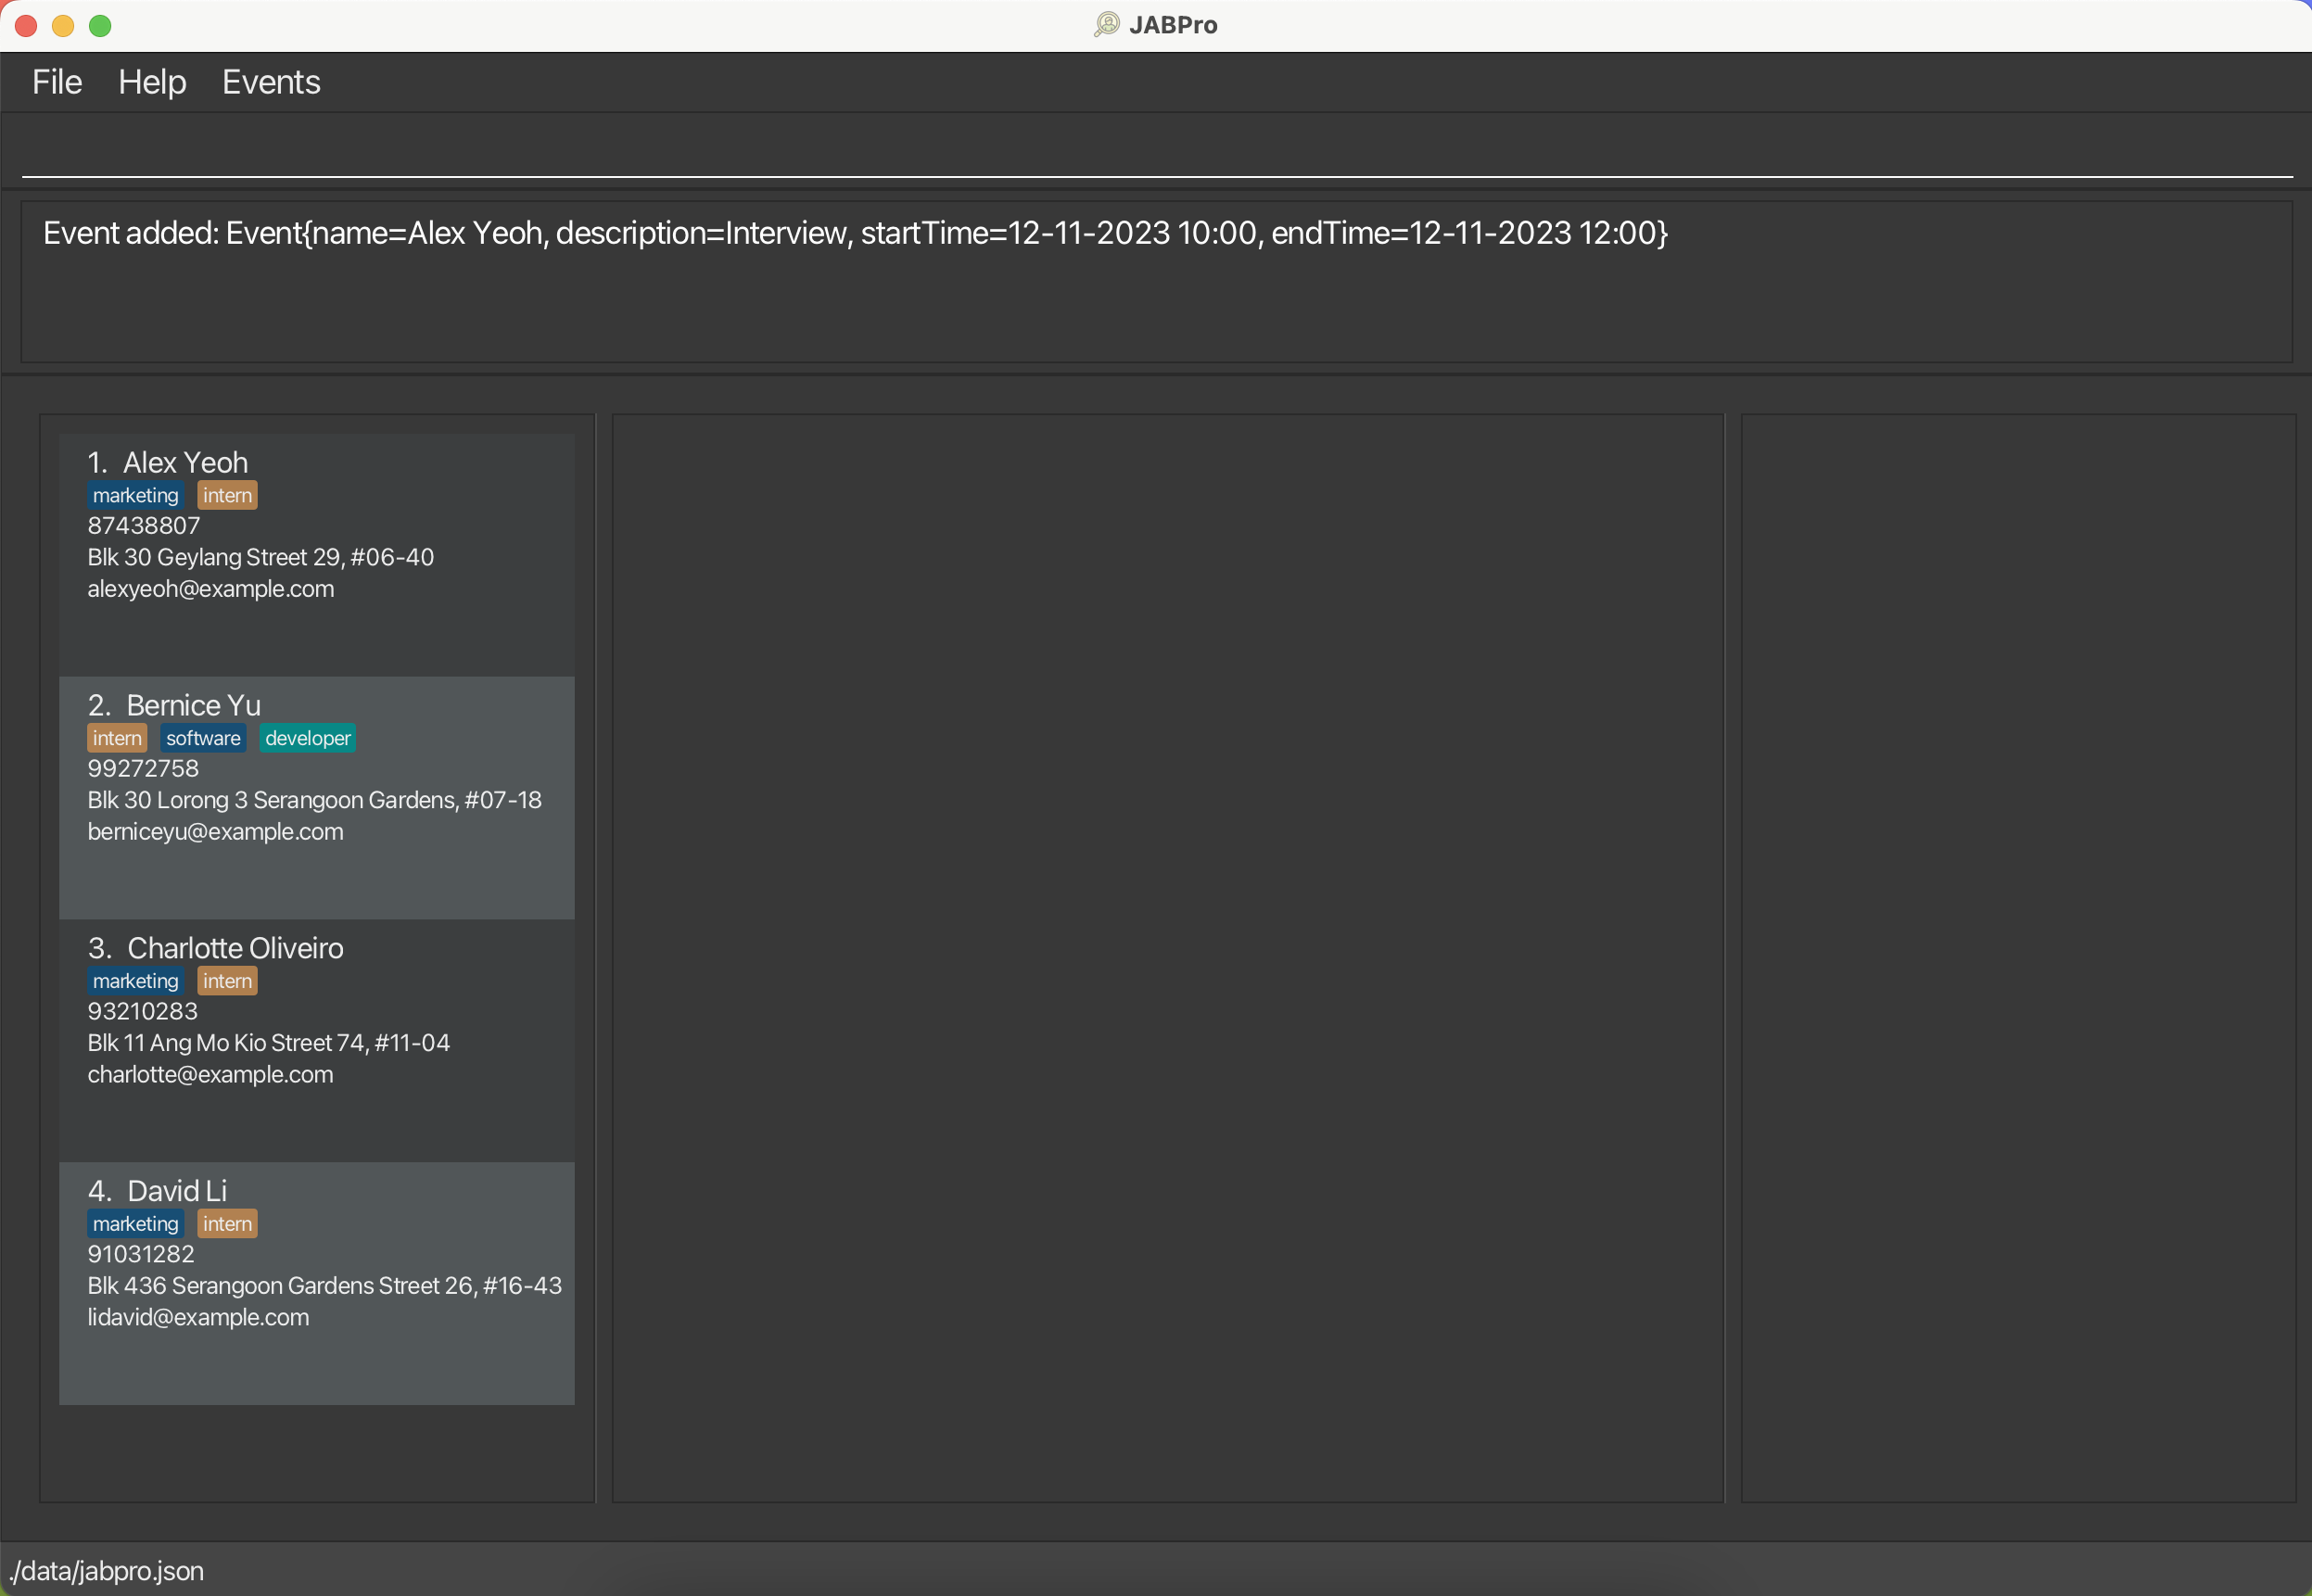 JABPro
File Help Events
Event added: Event{name=Alex Yeoh, description=Interview, startTime=12-11-2023 10:00, endTime=12-11-2023 12:00}
1. Alex Yeoh
marketing intern
87438807
Blk 30 Geylang Street 29, #06-40
alexyeoh@example.com
2. Bernice Yu
intern software developer
99272758
Blk 30 Lorong 3 Serangoon Gardens, #07-18
berniceyu@example.com
3. Charlotte Oliveiro
marketing intern
93210283
Blk 11 Ang Mo Kio Street 74, #11-04
charlotte@example.com
4. David Li
marketing intern
91031282
Blk 436 Serangoon Gardens Street 26, #16-43
lidavid@example.com
./data/jabpro.json